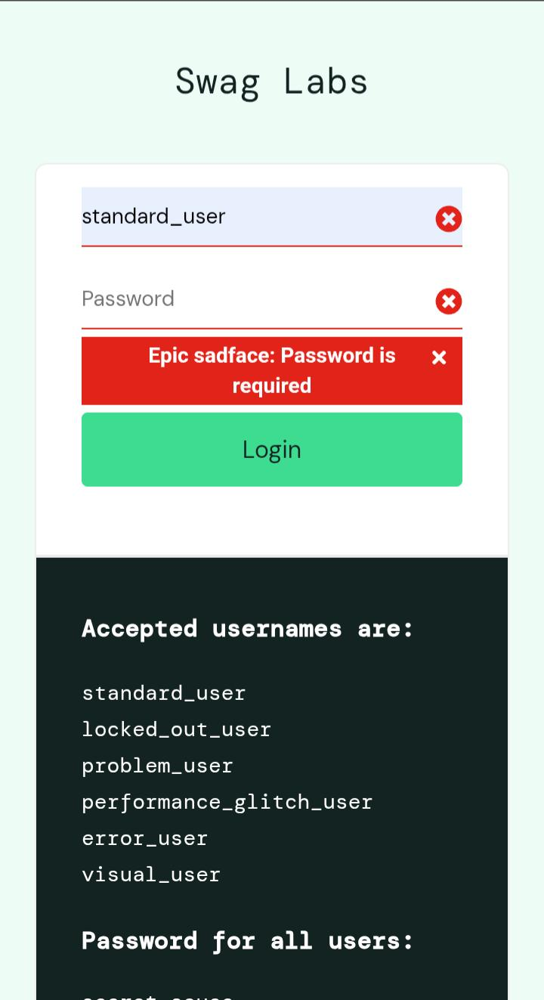 Swag Labs
standard_user
Password
Epic sadface: Password is
required
Login
Accepted usernames are:
standard_user
locked_out_user
problem_user
performance_glitch_user
error_user
visual_user
Password for all users: